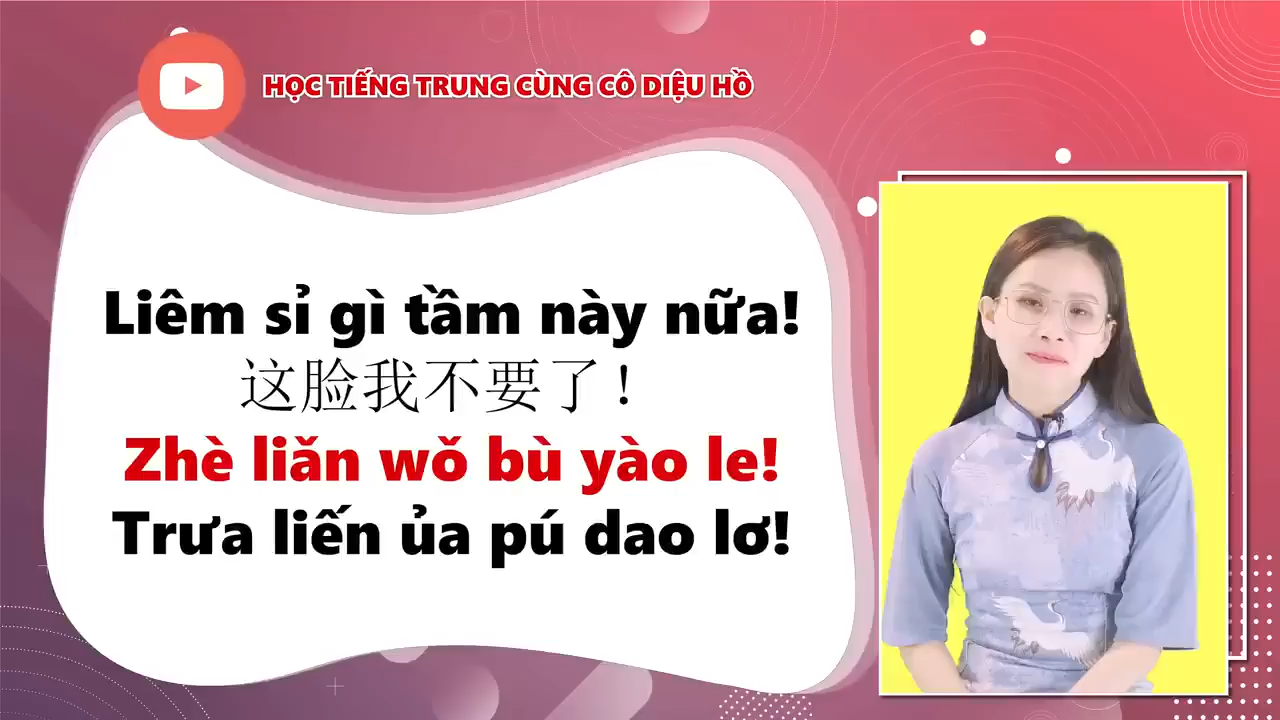 HỌC TIẾNG TRUNG CÙNG CÔ DIỆU HỒ
Liêm sỉ gì tầm này nữa!
这脸我不要了！
Zhè liǎn wǒ bù yào le!
Trưa liến ủa pú dao lơ!